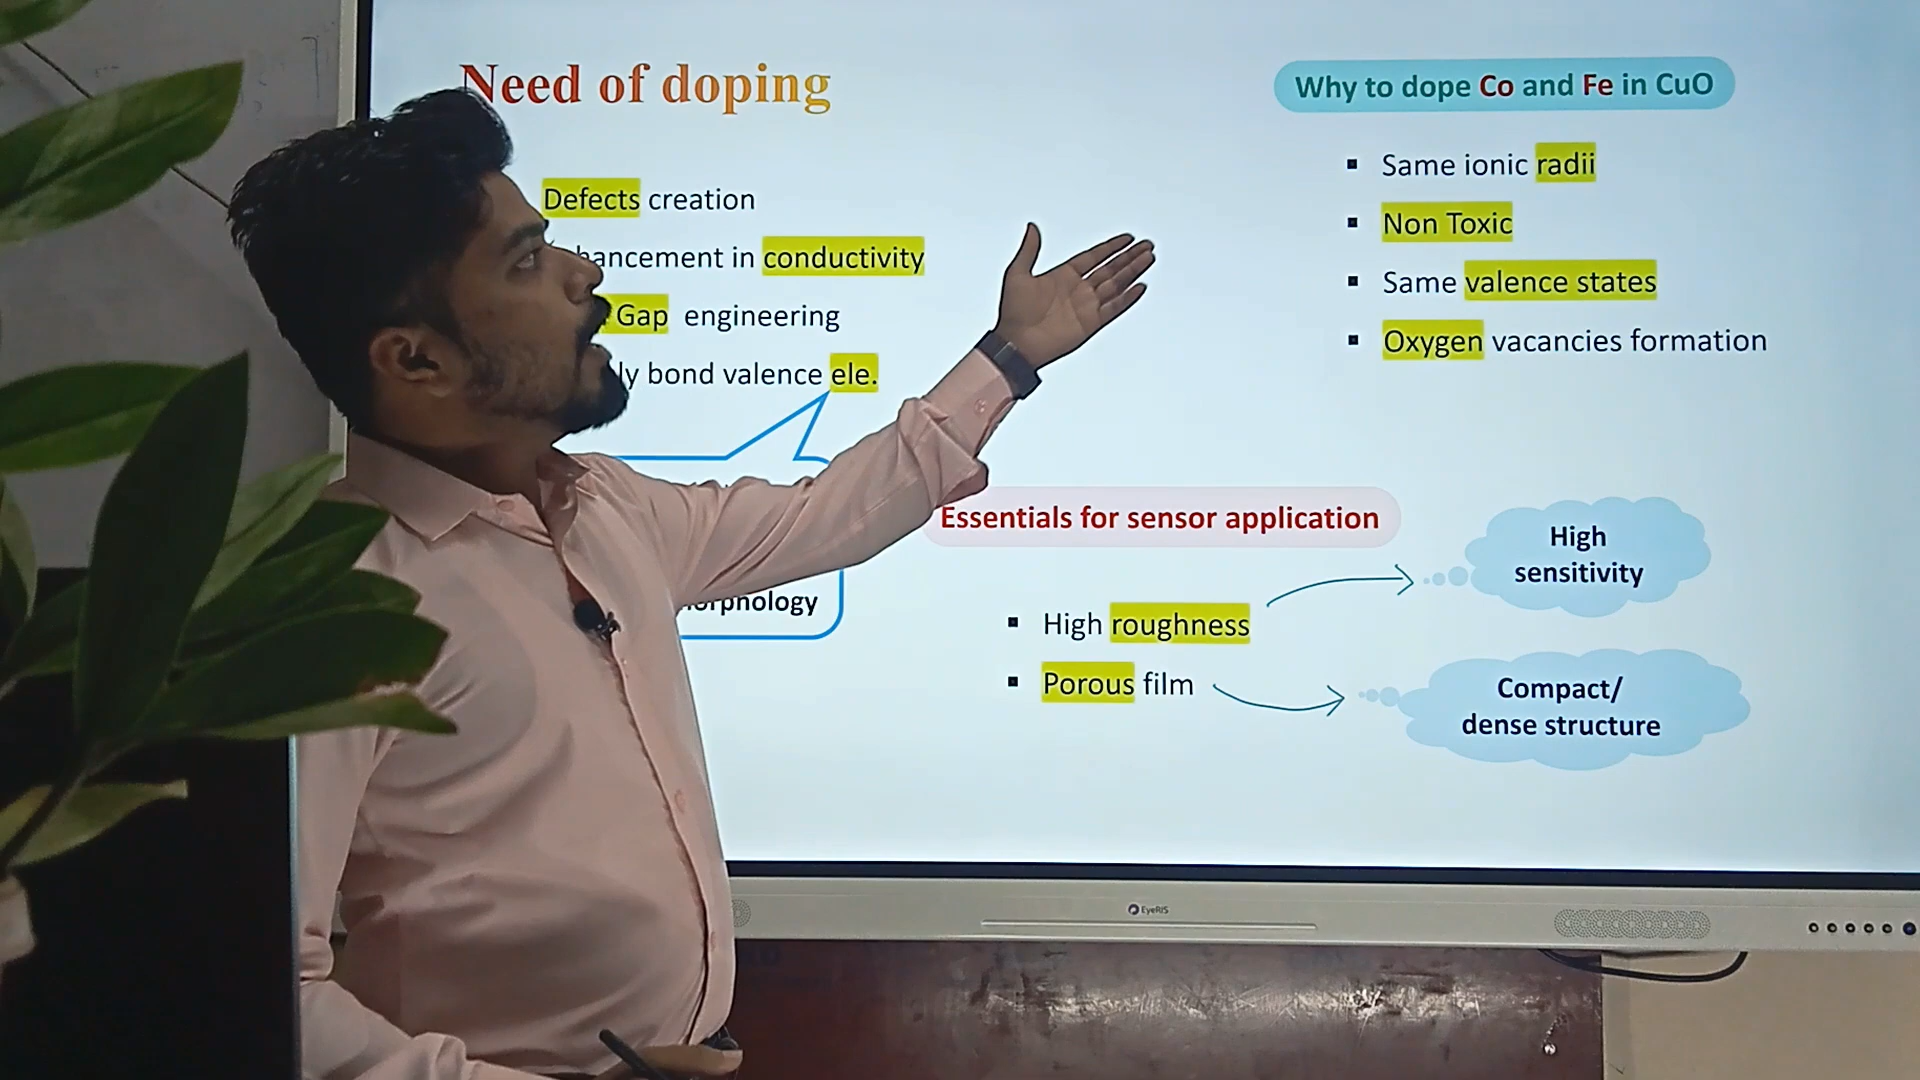 Need of doping
Defects creation
hancement in conductivity
Gap engineering
ly bond valence ele.
orphology
Why to dope Co and Fe in CuO
▪ Same ionic radii
▪ Non Toxic
▪ Same valence states
▪ Oxygen vacancies formation
Essentials for sensor application
▪ High roughness
▪ Porous film
High
sensitivity
Compact/
dense structure
EyeRIS